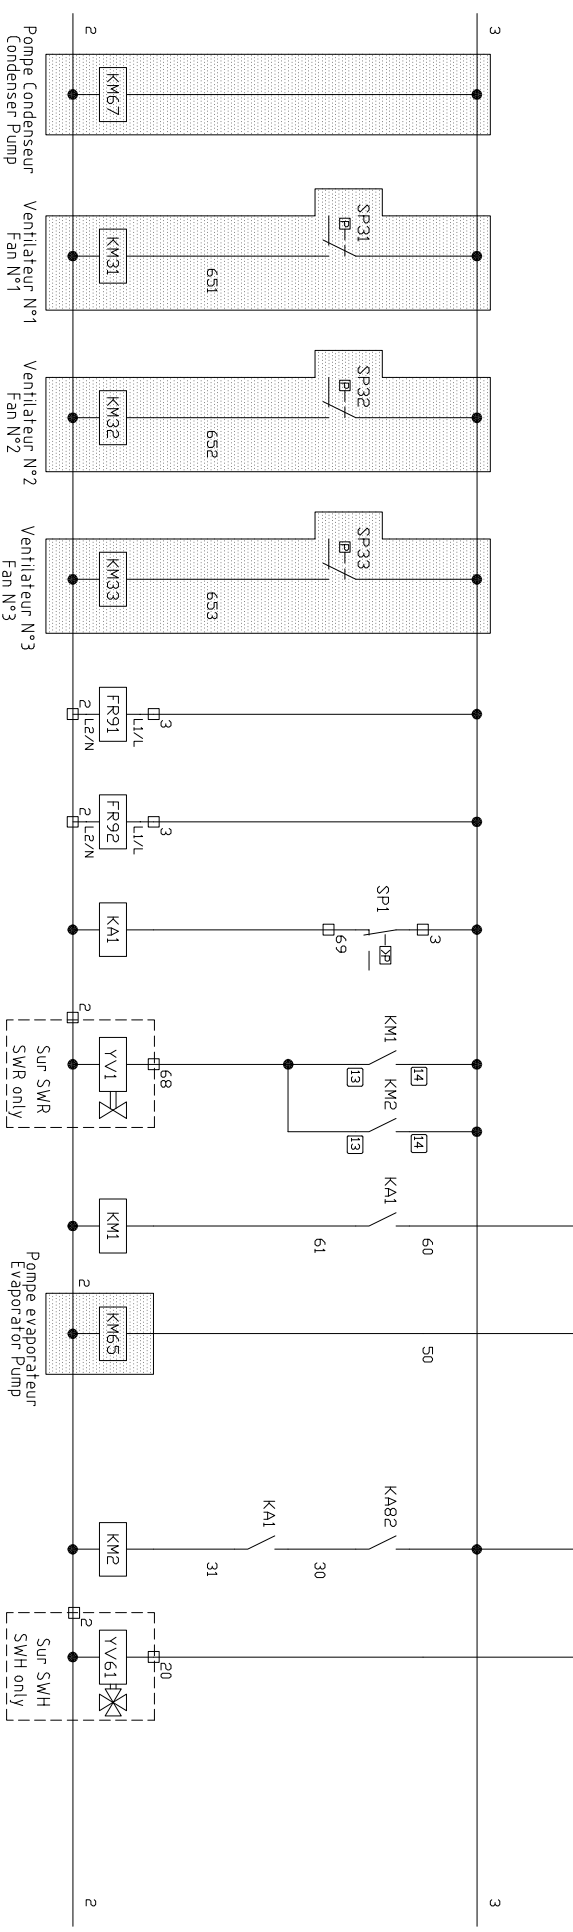 2
3
Pompe Condenseur
Condenser Pump
KM67
Ventilateur N°1
Fan N°1
KM31
651
SP31
P
Ventilateur N°2
Fan N°2
KM32
652
SP32
P
Ventilateur N°3
Fan N°3
KM33
653
SP33
P
2
L2/N
FR91
L1/L
3
2
L2/N
FR92
L1/L
3
KA1
69
SP1
3
2
Sur SWR
SWR only
YV1
68
KM1
13
14
KM2
13
14
KM1
61
KA1
60
Pompe evaporateur
Evaporator Pump
2
KM65
50
KM2
31
KA1
30
KA82
2
Sur SWH
SWH only
YV61
20
2
3